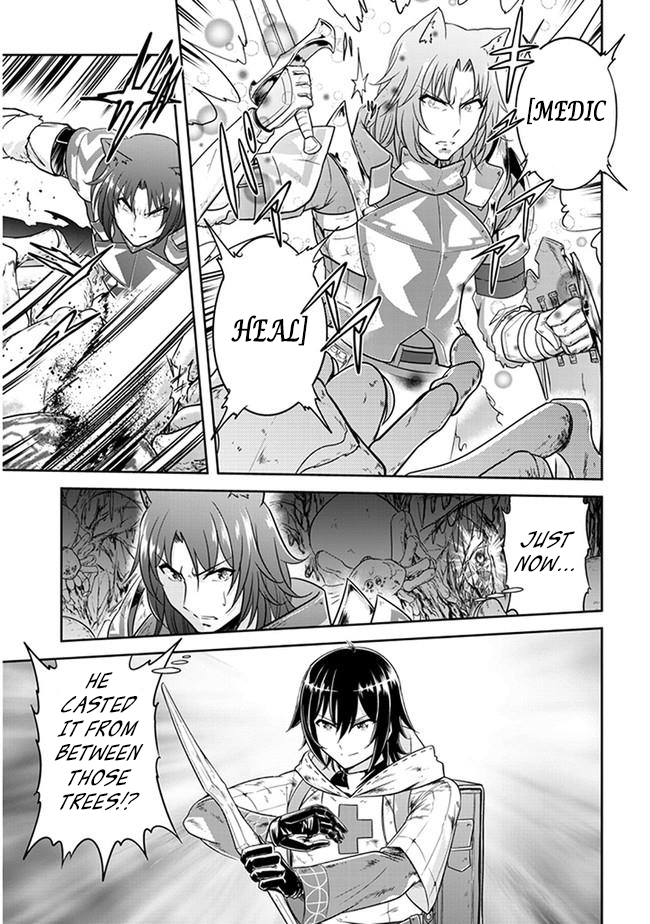 [MEDIC
HEAL]
JUST
NOW...
HE
CASTED
IT FROM
BETWEEN
THOSE
TREES!?